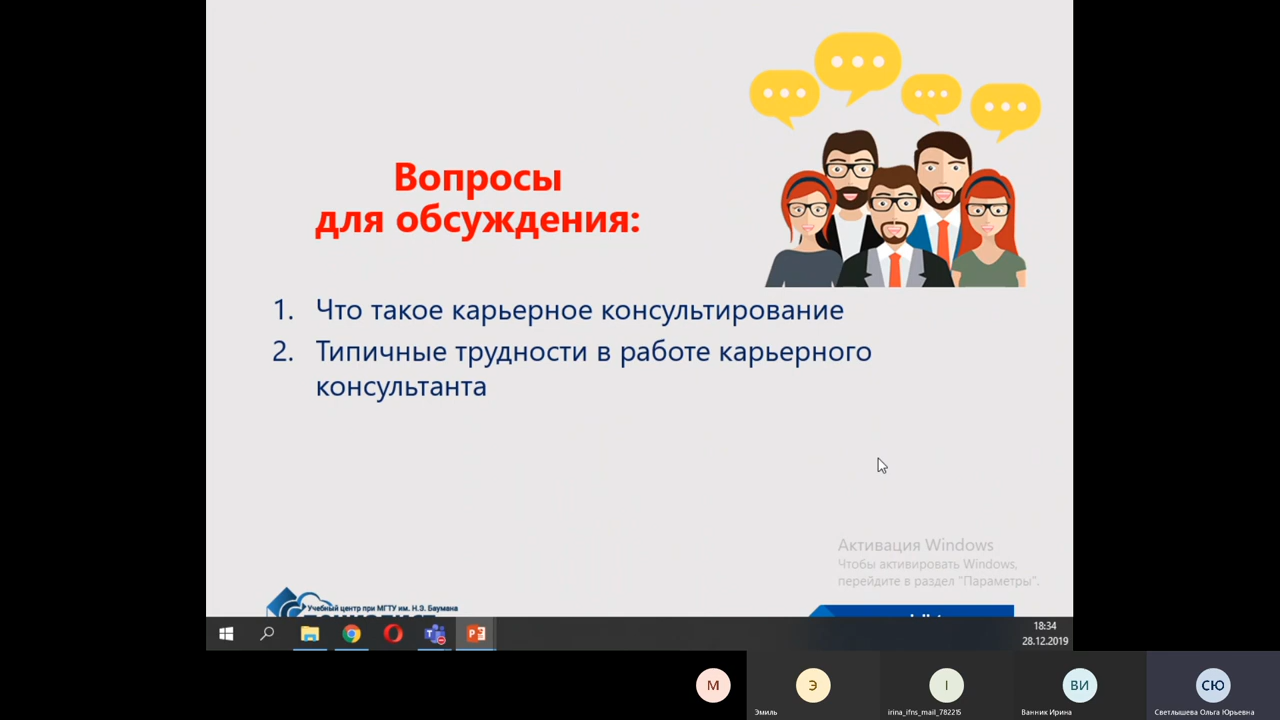 Вопросы
для обсуждения:
1. Что такое карьерное консультирование
2. Типичные трудности в работе карьерного
консультанта
Активация Windows
Чтобы активировать Windows,
перейдите в раздел "Параметры".
Учебный центр при МГТУ им. Н.Э. Баумана
18:34
28.12.2019
М
Э
I
ВИ
СЮ
Эмиль
irina_ifns_mail_782215
Ванник Ирина
Светлышева Ольга Юрьевна